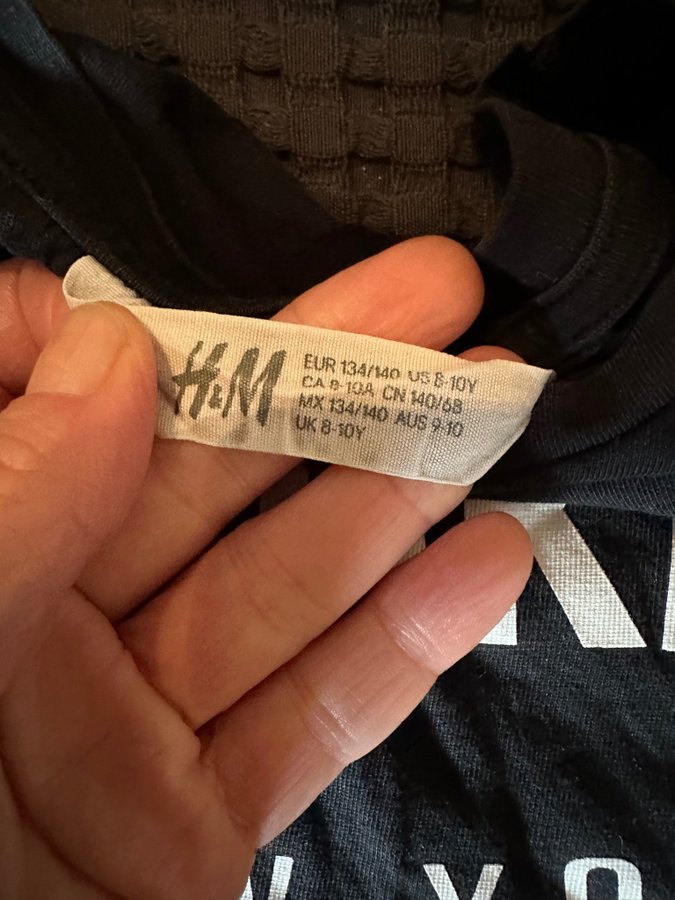 H&M
EUR 134/140 US 8-10Y
CA 8-10A CN 140/68
MX 134/140 AUS 9-10
UK 8-10Y